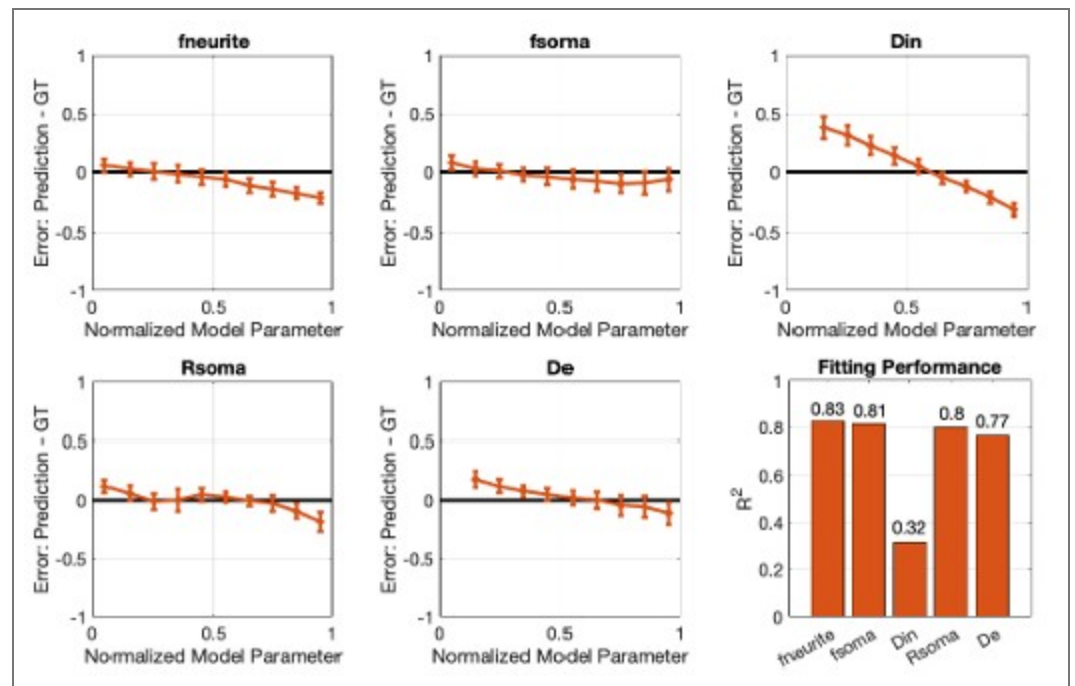 fneurite
1
0.5
0
-0.5
-1
0
0.5
1
Error: Prediction - GT
Normalized Model Parameter
fsoma
1
0.5
0
-0.5
-1
0
0.5
1
Error: Prediction - GT
Normalized Model Parameter
Din
1
0.5
0
-0.5
-1
0
0.5
1
Error: Prediction - GT
Normalized Model Parameter
Rsoma
1
0.5
0
-0.5
-1
0
0.5
1
Error: Prediction - GT
Normalized Model Parameter
De
1
0.5
0
-0.5
-1
0
0.5
1
Error: Prediction - GT
Normalized Model Parameter
Fitting Performance
1
0.8
0.6
0.4
0.2
0
R²
0.83
0.81
0.32
0.8
0.77
fneurite
fsoma
Din
Rsoma
De